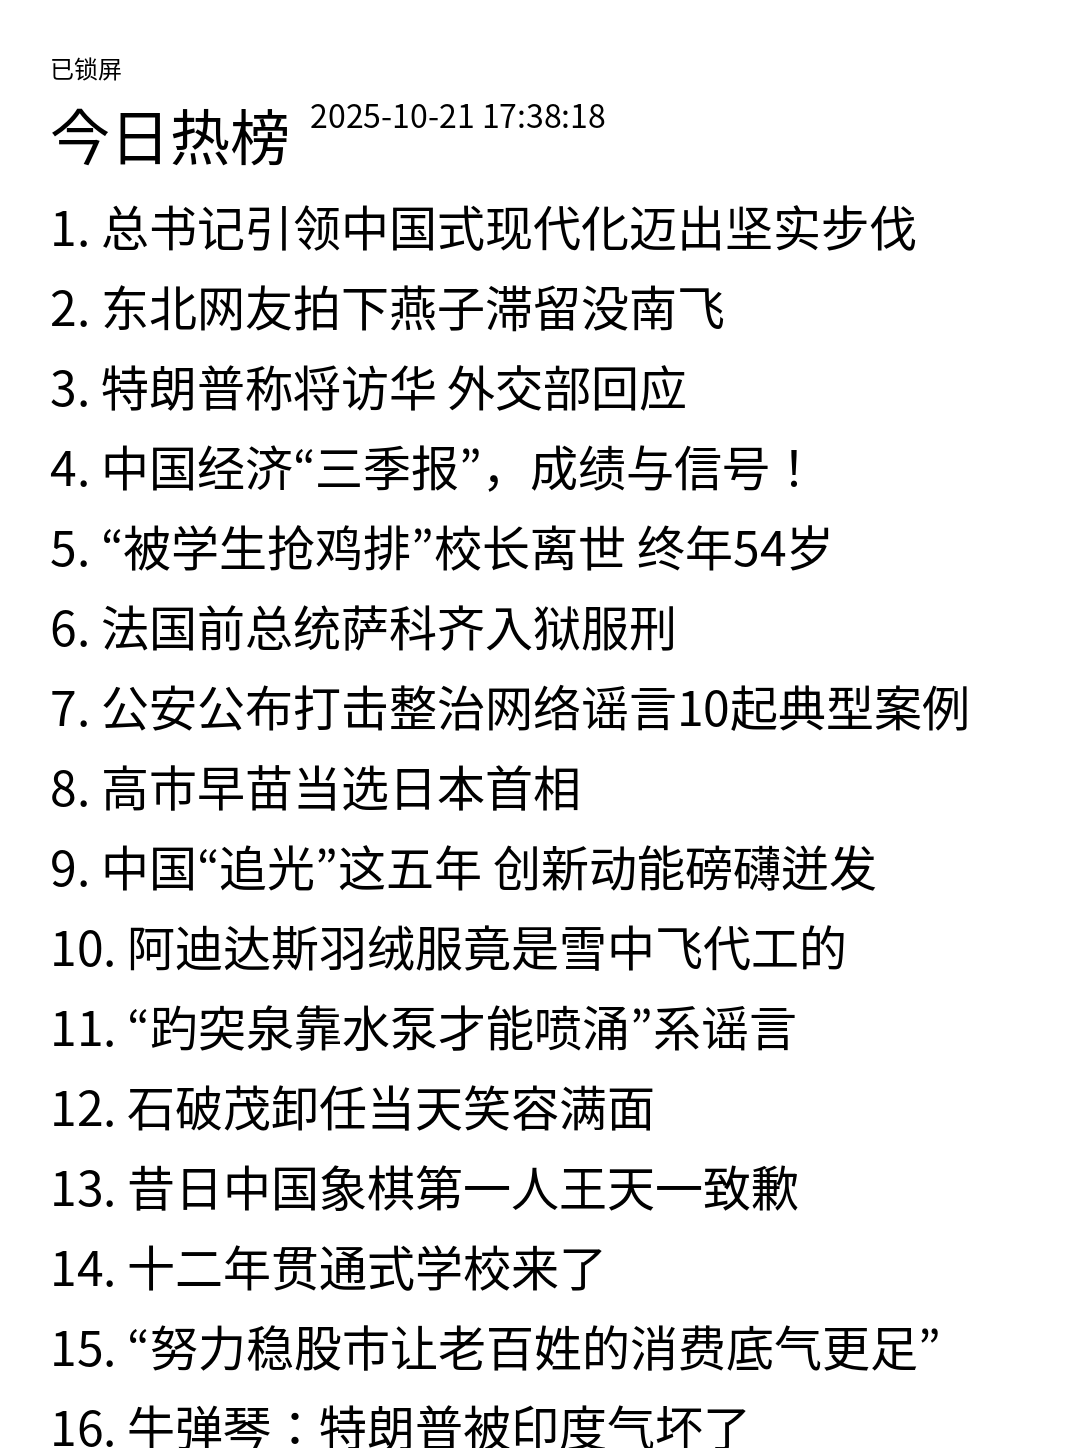 已锁屏
今日热榜 2025-10-21 17:38:18
1. 总书记引领中国式现代化迈出坚实步伐
2. 东北网友拍下燕子滞留没南飞
3. 特朗普称将访华 外交部回应
4. 中国经济“三季报”，成绩与信号！
5. “被学生抢鸡排”校长离世 终年54岁
6. 法国前总统萨科齐入狱服刑
7. 公安公布打击整治网络谣言10起典型案例
8. 高市早苗当选日本首相
9. 中国“追光”这五年 创新动能磅礴迸发
10. 阿迪达斯羽绒服竟是雪中飞代工的
11. “趵突泉靠水泵才能喷涌”系谣言
12. 石破茂卸任当天笑容满面
13. 昔日中国象棋第一人王天一致歉
14. 十二年贯通式学校来了
15. “努力稳股市让老百姓的消费底气更足”
16. 牛弹琴：特朗普被印度气坏了